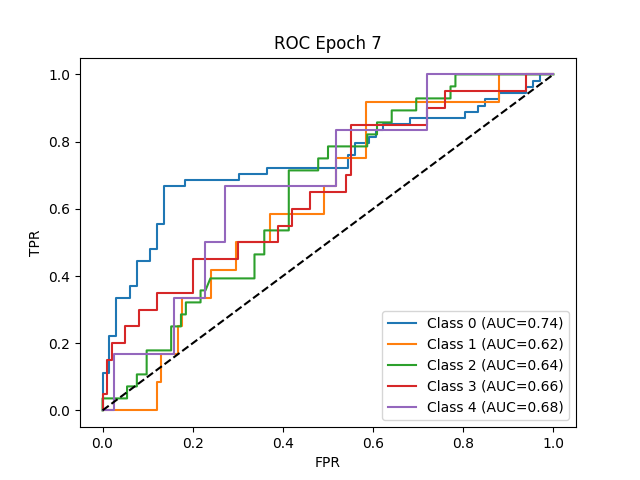 ROC Epoch 7
1.0
0.8
0.6
0.4
0.2
0.0
TPR
0.0 0.2 0.4 0.6 0.8 1.0
FPR
Class 0 (AUC=0.74)
Class 1 (AUC=0.62)
Class 2 (AUC=0.64)
Class 3 (AUC=0.66)
Class 4 (AUC=0.68)